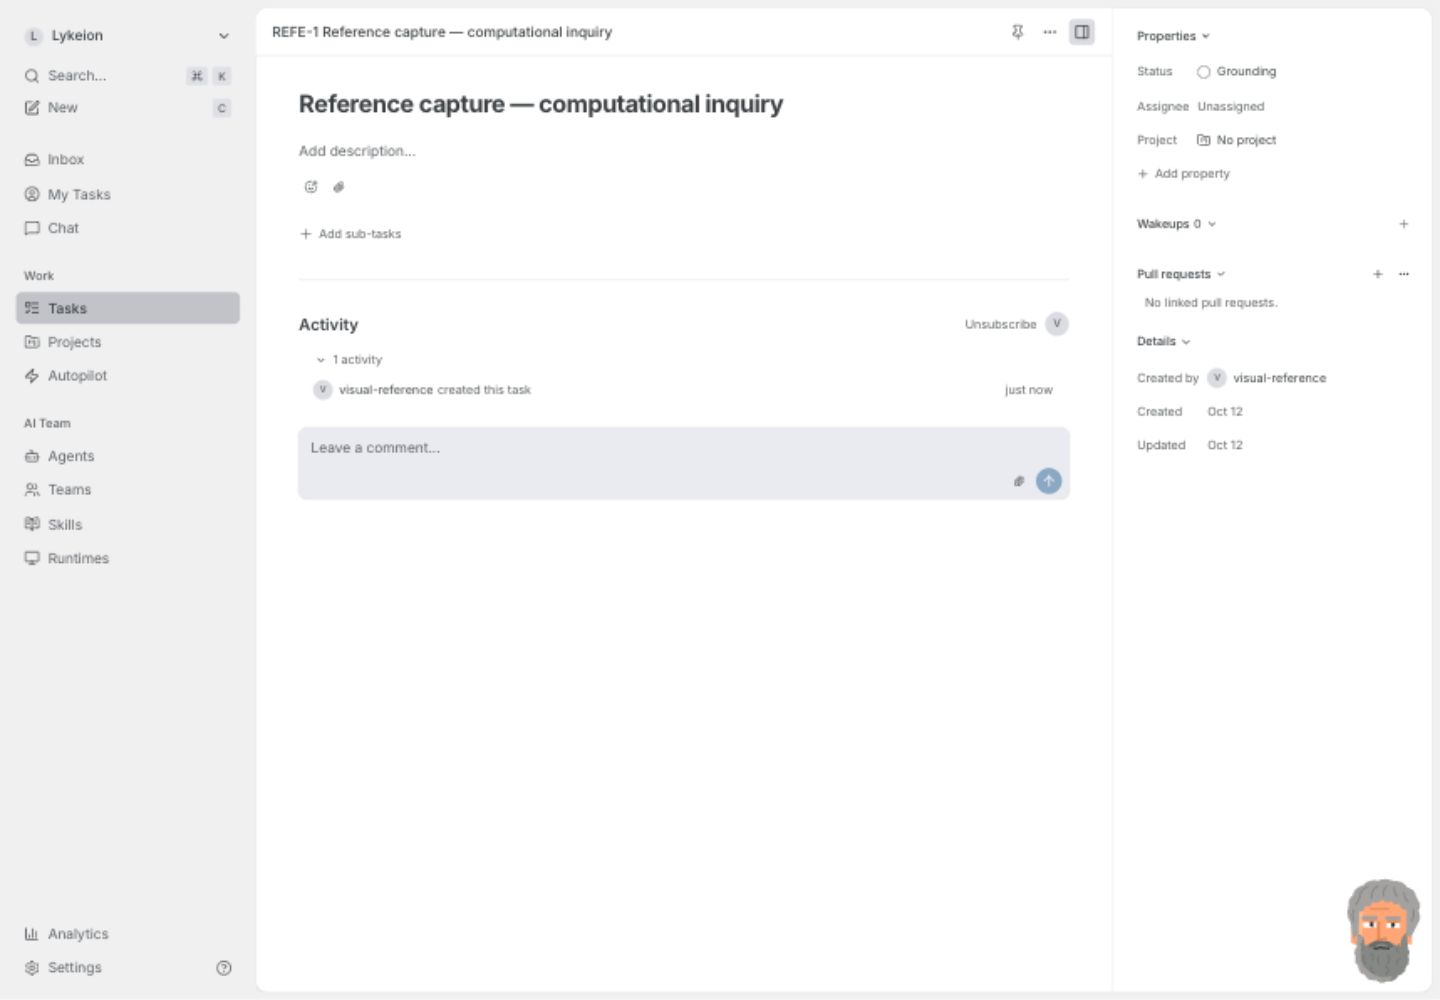 L Lykeion
Search... ⌘ K
New C
Inbox
My Tasks
Chat
Work
Tasks
Projects
Autopilot
AI Team
Agents
Teams
Skills
Runtimes
Analytics
Settings
REFE-1 Reference capture — computational inquiry
Reference capture — computational inquiry
Add description...
Add sub-tasks
Activity
Unsubscribe V
1 activity
V visual-reference created this task just now
Leave a comment...
Properties
Status Grounding
Assignee Unassigned
Project No project
+ Add property
Wakeups 0
Pull requests
No linked pull requests.
Details
Created by V visual-reference
Created Oct 12
Updated Oct 12